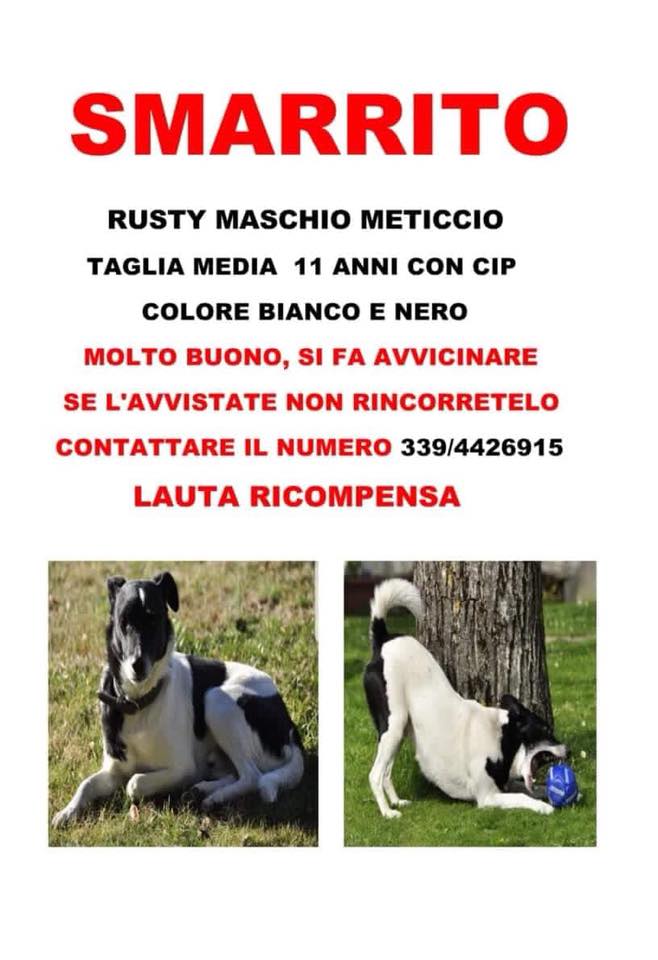 SMARRITO
RUSTY MASCHIO METICCIO
TAGLIA MEDIA 11 ANNI CON CIP
COLORE BIANCO E NERO
MOLTO BUONO, SI FA AVVICINARE
SE L'AVVISTATE NON RINCORRETELO
CONTATTARE IL NUMERO 339/4426915
LAUTA RICOMPENSA